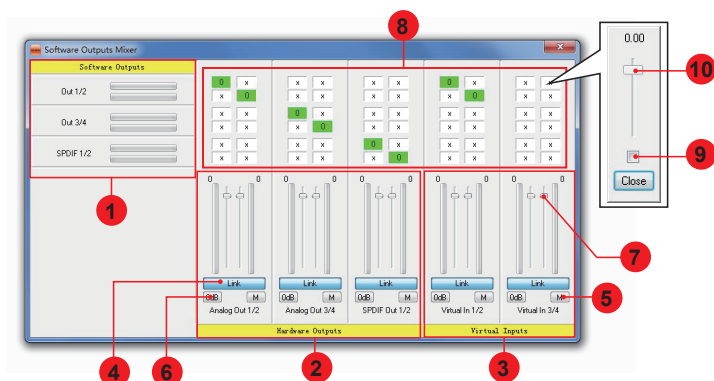 8
Software Outputs Mixer
x
0.00
Software Outputs
Out 1/2
Out 3/4
SPDIF 1/2
0 x x x x x 0 x x x
x 0 x x x x x 0 x x
x x 0 x x x x x x x
x x x 0 x x x x x x
x x x x 0 x x x x x
x x x x x 0 x x x x
10
9
Close
1
0 0 0 0 0 0 0 0 0 0
7
4
Link Link Link Link Link
0dB M 0dB M 0dB M 0dB M 0dB M
5
Analog Out 1/2 Analog Out 3/4 SPDIF Out 1/2 Virtual In 1/2 Virtual In 3/4
Hardware Outputs Virtual Inputs
4
6
2
3